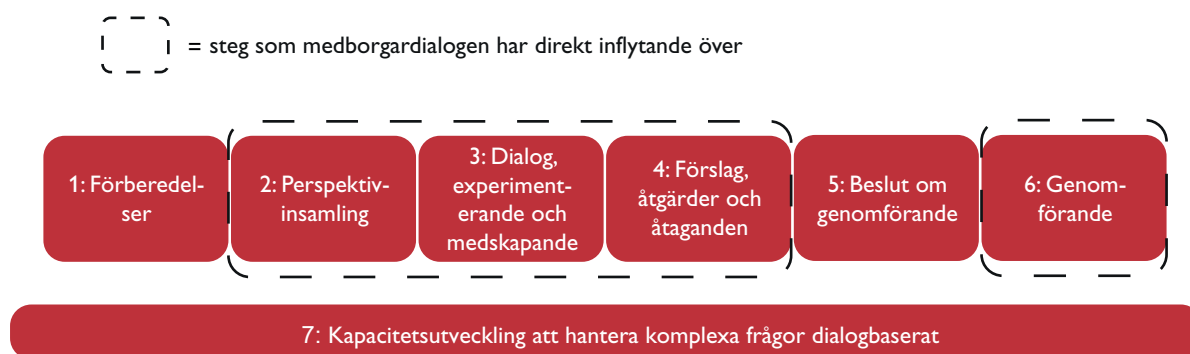 = steg som medborgardialogen har direkt inflytande över
1: Förberedel-
ser
2: Perspektiv-
insamling
3: Dialog,
experiment-
erande och
medskapande
4: Förslag,
åtgärder och
åtaganden
5: Beslut om
genomförande
6: Genom-
förande
7: Kapacitetsutveckling att hantera komplexa frågor dialogbaserat